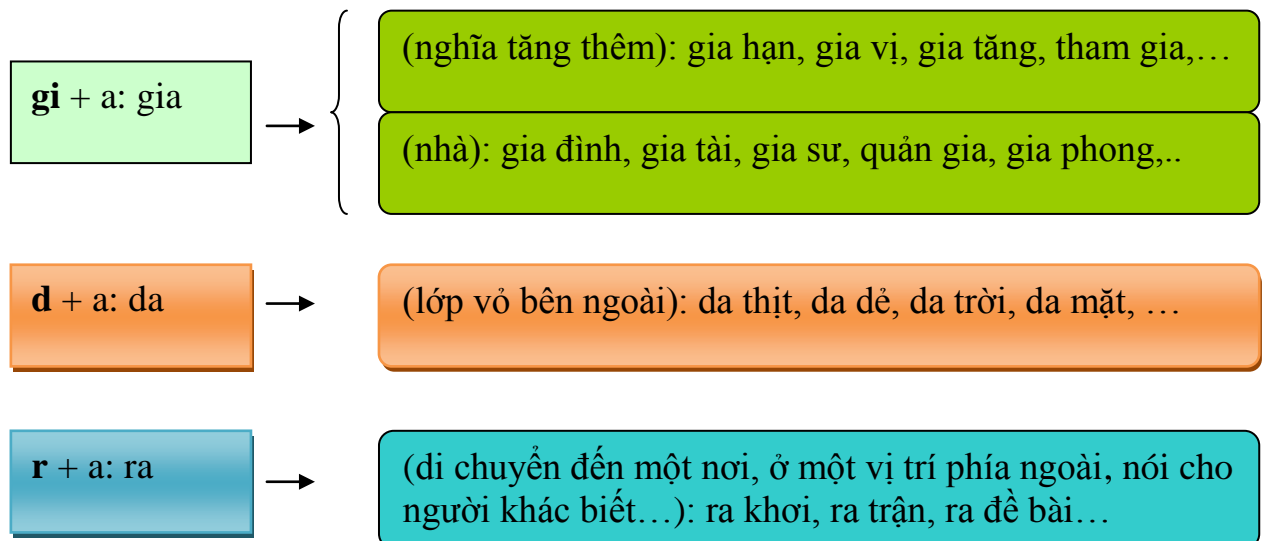 gi + a: gia
(nghĩa tăng thêm): gia hạn, gia vị, gia tăng, tham gia,…
(nhà): gia đình, gia tài, gia sư, quản gia, gia phong,..
d + a: da
(lớp vỏ bên ngoài): da thịt, da dẻ, da trời, da mặt, …
r + a: ra
(di chuyển đến một nơi, ở một vị trí phía ngoài, nói cho
người khác biết…): ra khơi, ra trận, ra đề bài…